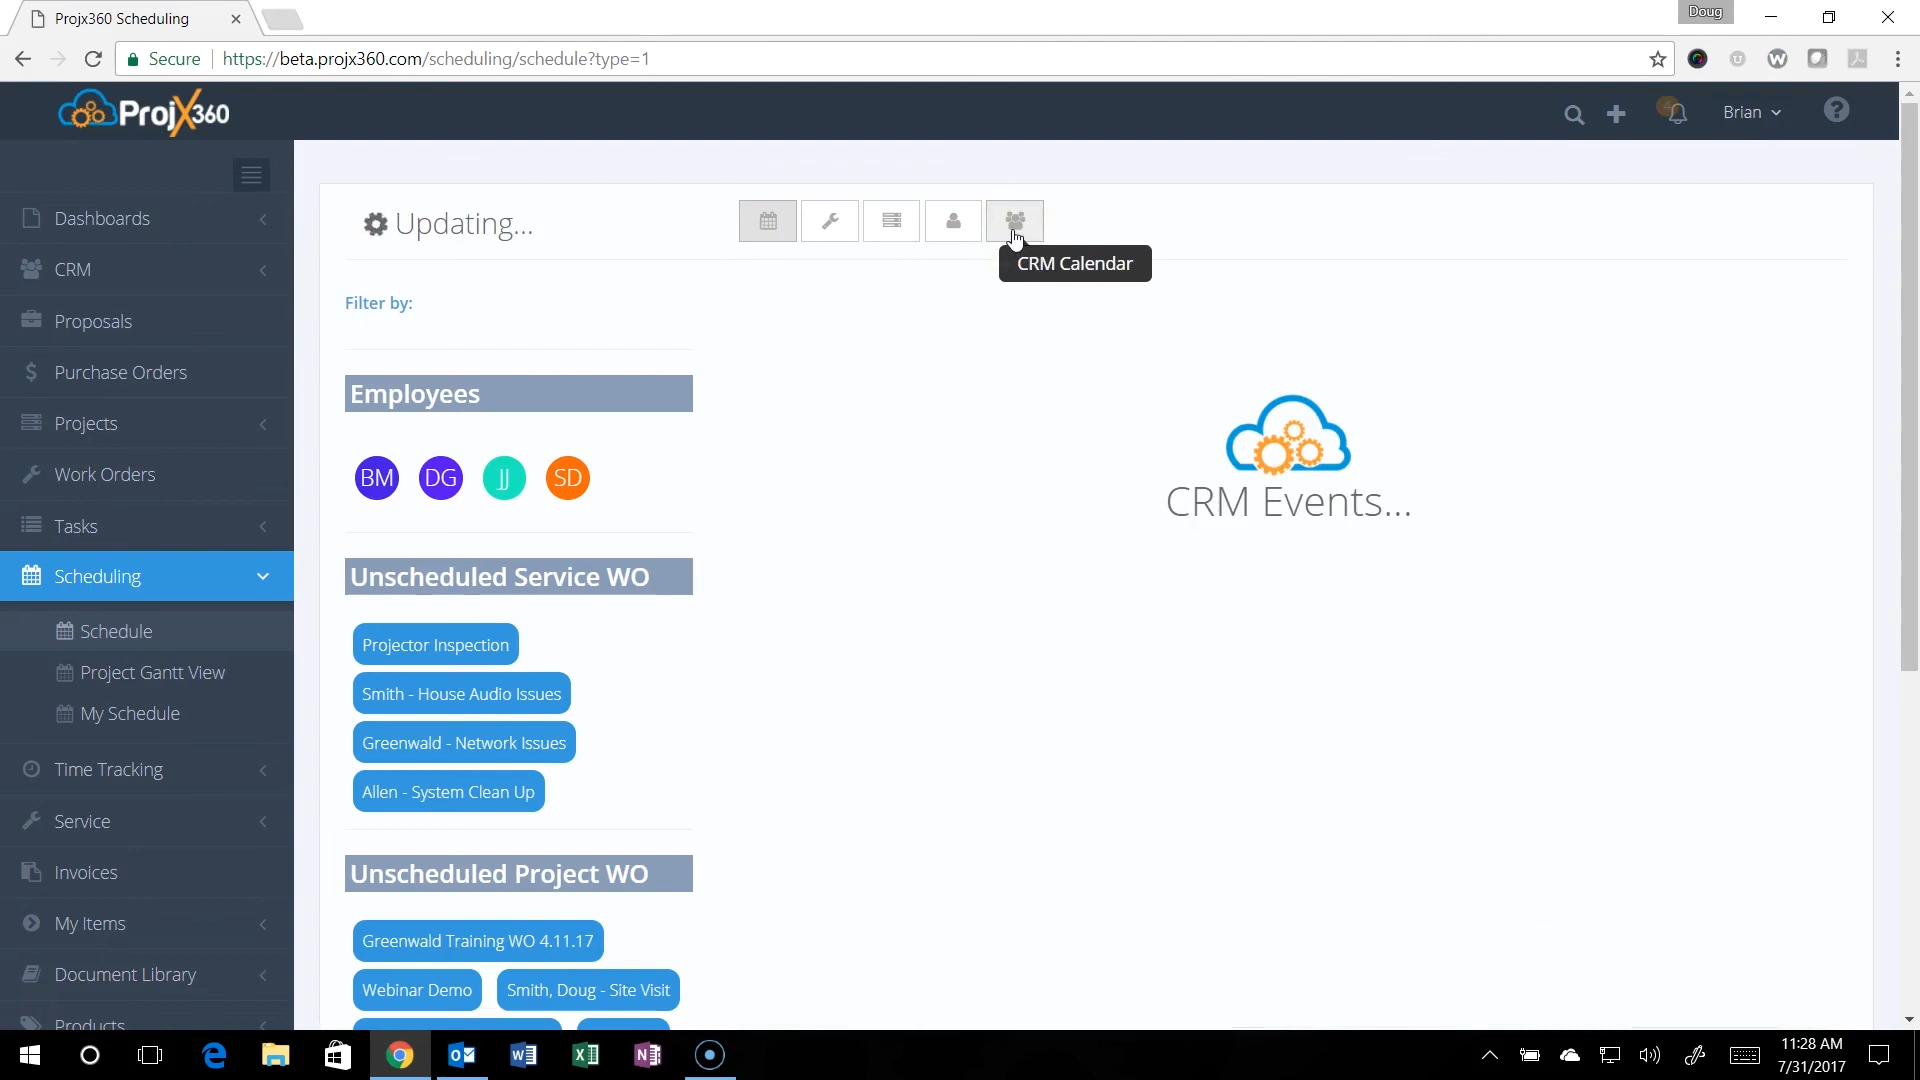 Projx360 Scheduling
Doug
Secure
https://beta.projx360.com/scheduling/schedule?type=1
ProjX360
4
Brian
Dashboards
CRM
Proposals
Purchase Orders
Projects
Work Orders
Tasks
Scheduling
Schedule
Project Gantt View
My Schedule
Time Tracking
Service
Invoices
My Items
Document Library
Products
Updating...
CRM Calendar
Filter by:
Employees
BM DG JJ SD
Unscheduled Service WO
Projector Inspection
Smith - House Audio Issues
Greenwald - Network Issues
Allen - System Clean Up
Unscheduled Project WO
Greenwald Training WO 4.11.17
Webinar Demo Smith, Doug - Site Visit
CRM Events...
11:28 AM
7/31/2017